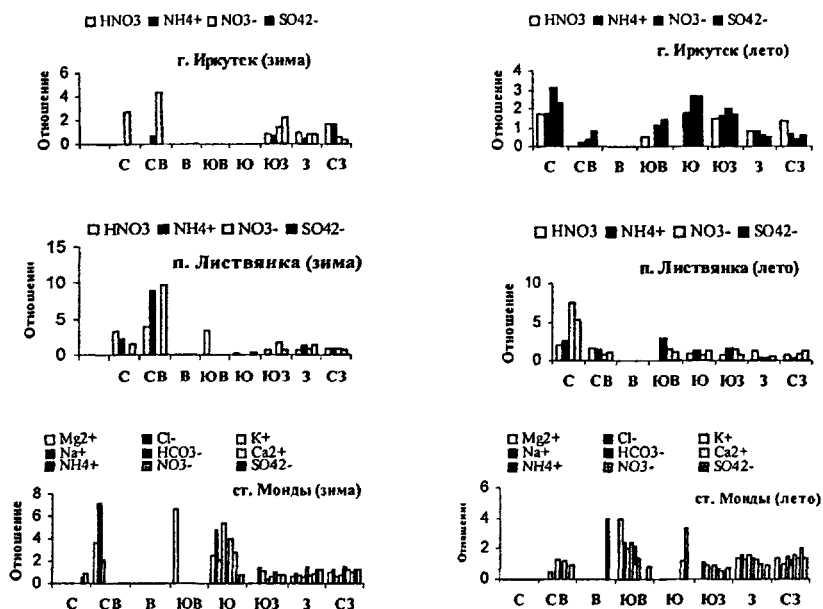 HNO3 NH4+ NO3- SO42-
г. Иркутск (зима)
Отношение
6
4
2
0
С СВ В ЮВ Ю ЮЗ З СЗ
HNO3 NH4+ NO3- SO42-
г. Иркутск (лето)
Отношение
4
3
2
1
0
С СВ В ЮВ Ю ЮЗ З СЗ
HNO3 NH4+ NO3- SO42-
п. Листвянка (зима)
Отношение
15
10
5
0
С СВ В ЮВ Ю ЮЗ З СЗ
HNO3 NH4+ NO3- SO42-
п. Листвянка (лето)
Отношение
10
5
0
С СВ В ЮВ Ю ЮЗ З СЗ
Mg2+ Cl- K+
Na+ HCO3- Ca2+
NH4+ NO3- SO42-
ст. Монды (зима)
Отношение
8
6
4
2
0
С СВ В ЮВ Ю ЮЗ З СЗ
Mg2+ Cl- K+
Na+ HCO3- Ca2+
NH4+ NO3- SO42-
ст. Монды (лето)
Отношение
6
4
2
0
С СВ В ЮВ Ю ЮЗ З СЗ